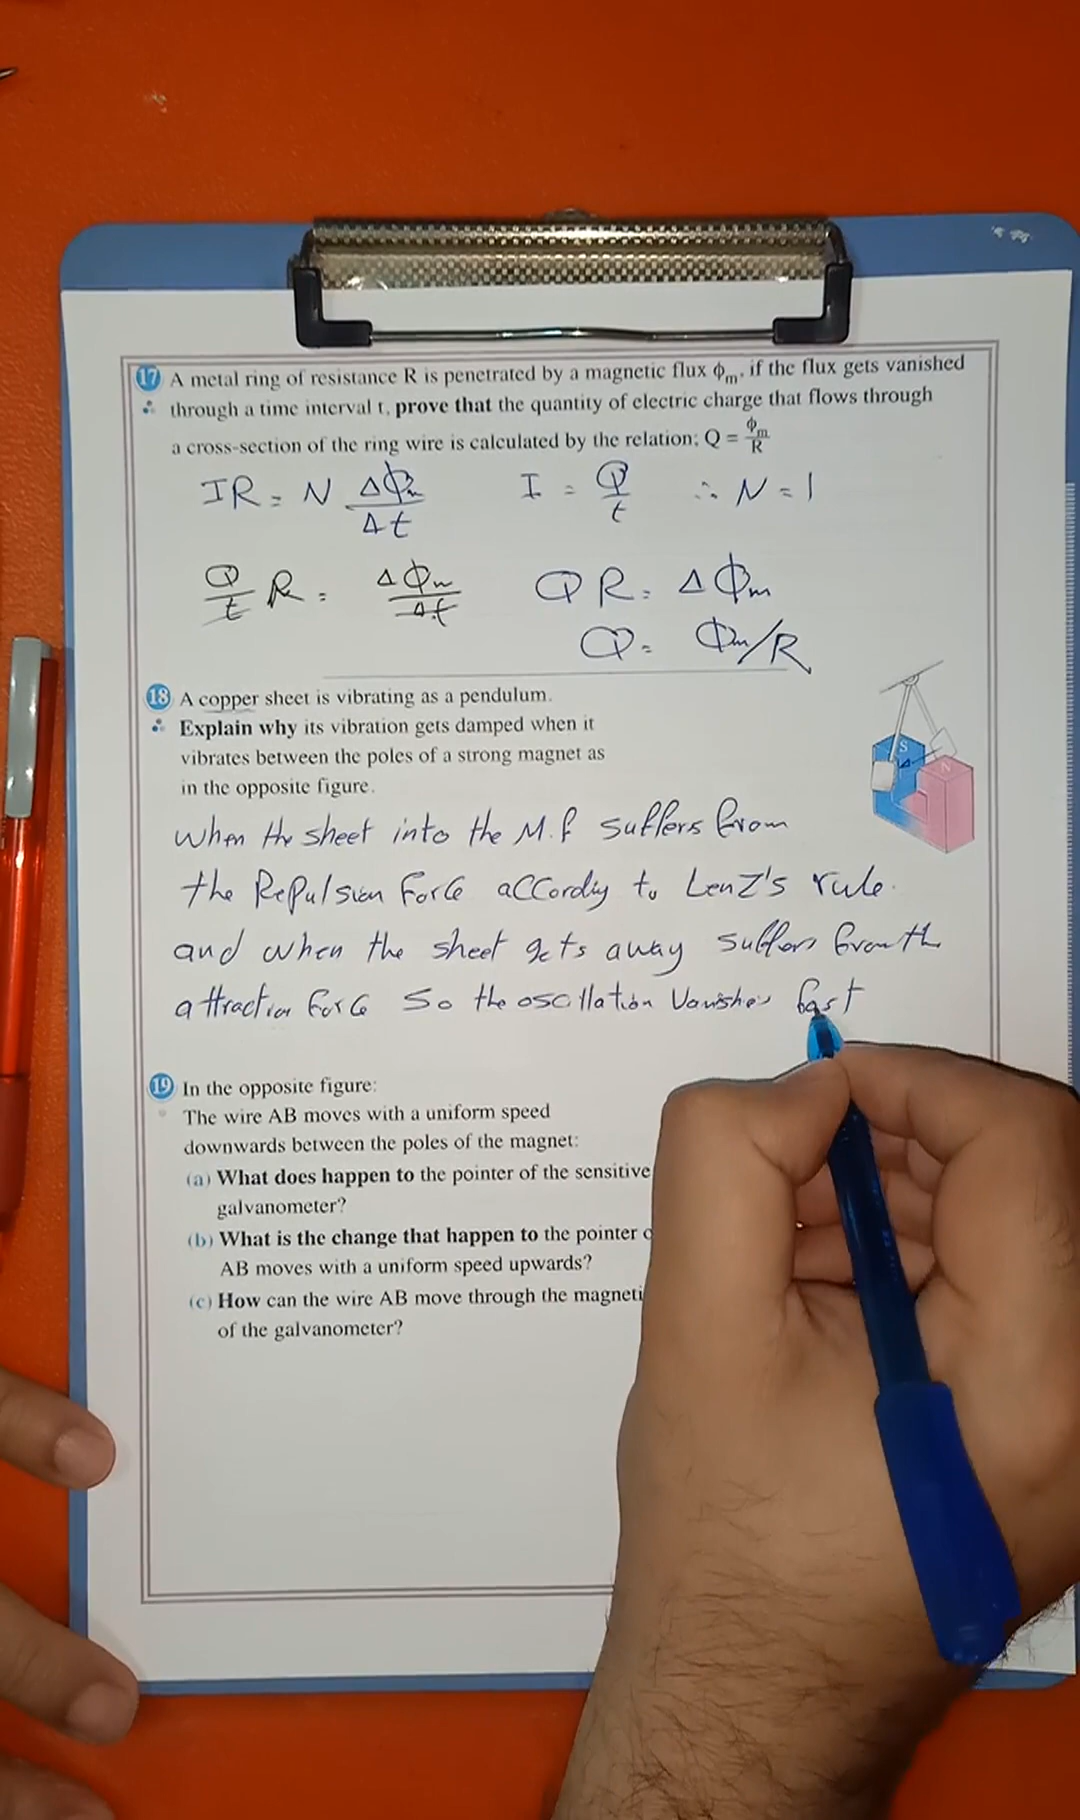 17 A metal ring of resistance R is penetrated by a magnetic flux ϕm, if the flux gets vanished
through a time interval t, prove that the quantity of electric charge that flows through
a cross-section of the ring wire is calculated by the relation: Q = ϕm/R
IR = N Δϕm/Δt I = Q/t ∴ N = 1
Q/t R = Δϕm/Δt QR = Δϕm
Q = ϕm/R
18 A copper sheet is vibrating as a pendulum.
Explain why its vibration gets damped when it
vibrates between the poles of a strong magnet as
in the opposite figure.
S
N
When the sheet into the M.f suffers from
the Repulsion force according to Lenz's rule.
and when the sheet gets away suffers from the
attraction force So the oscillation Vanishes fast
19 In the opposite figure:
The wire AB moves with a uniform speed
downwards between the poles of the magnet:
(a) What does happen to the pointer of the sensitive
galvanometer?
(b) What is the change that happen to the pointer
AB moves with a uniform speed upwards?
(c) How can the wire AB move through the magneti
of the galvanometer?